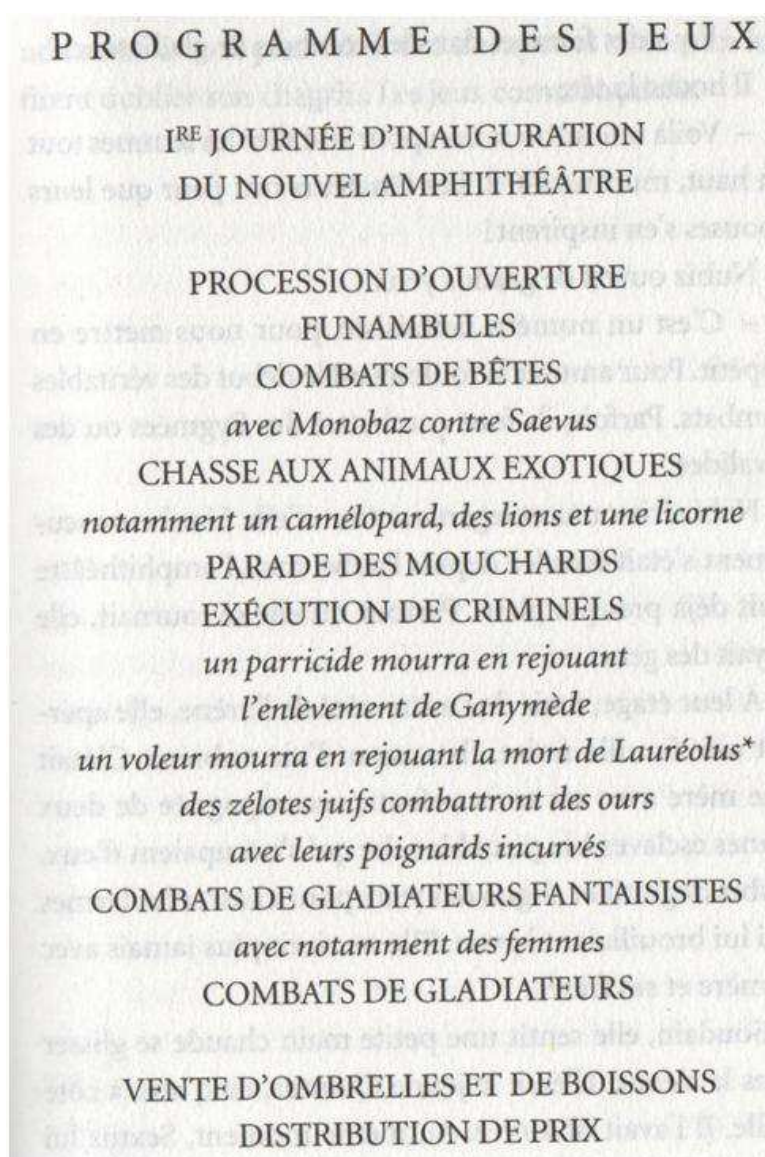 PROGRAMME DES JEUX
IRE JOURNÉE D'INAUGURATION
DU NOUVEL AMPHITHÉÂTRE
PROCESSION D'OUVERTURE
FUNAMBULES
COMBATS DE BÊTES
avec Monobaz contre Saevus
CHASSE AUX ANIMAUX EXOTIQUES
notamment un camélopard, des lions et une licorne
PARADE DES MOUCHARDS
EXÉCUTION DE CRIMINELS
un parricide mourra en rejouant
l'enlèvement de Ganymède
un voleur mourra en rejouant la mort de Lauréolus*
des zélotes juifs combattront des ours
avec leurs poignards incurvés
COMBATS DE GLADIATEURS FANTAISISTES
avec notamment des femmes
COMBATS DE GLADIATEURS
VENTE D'OMBRELLES ET DE BOISSONS
DISTRIBUTION DE PRIX